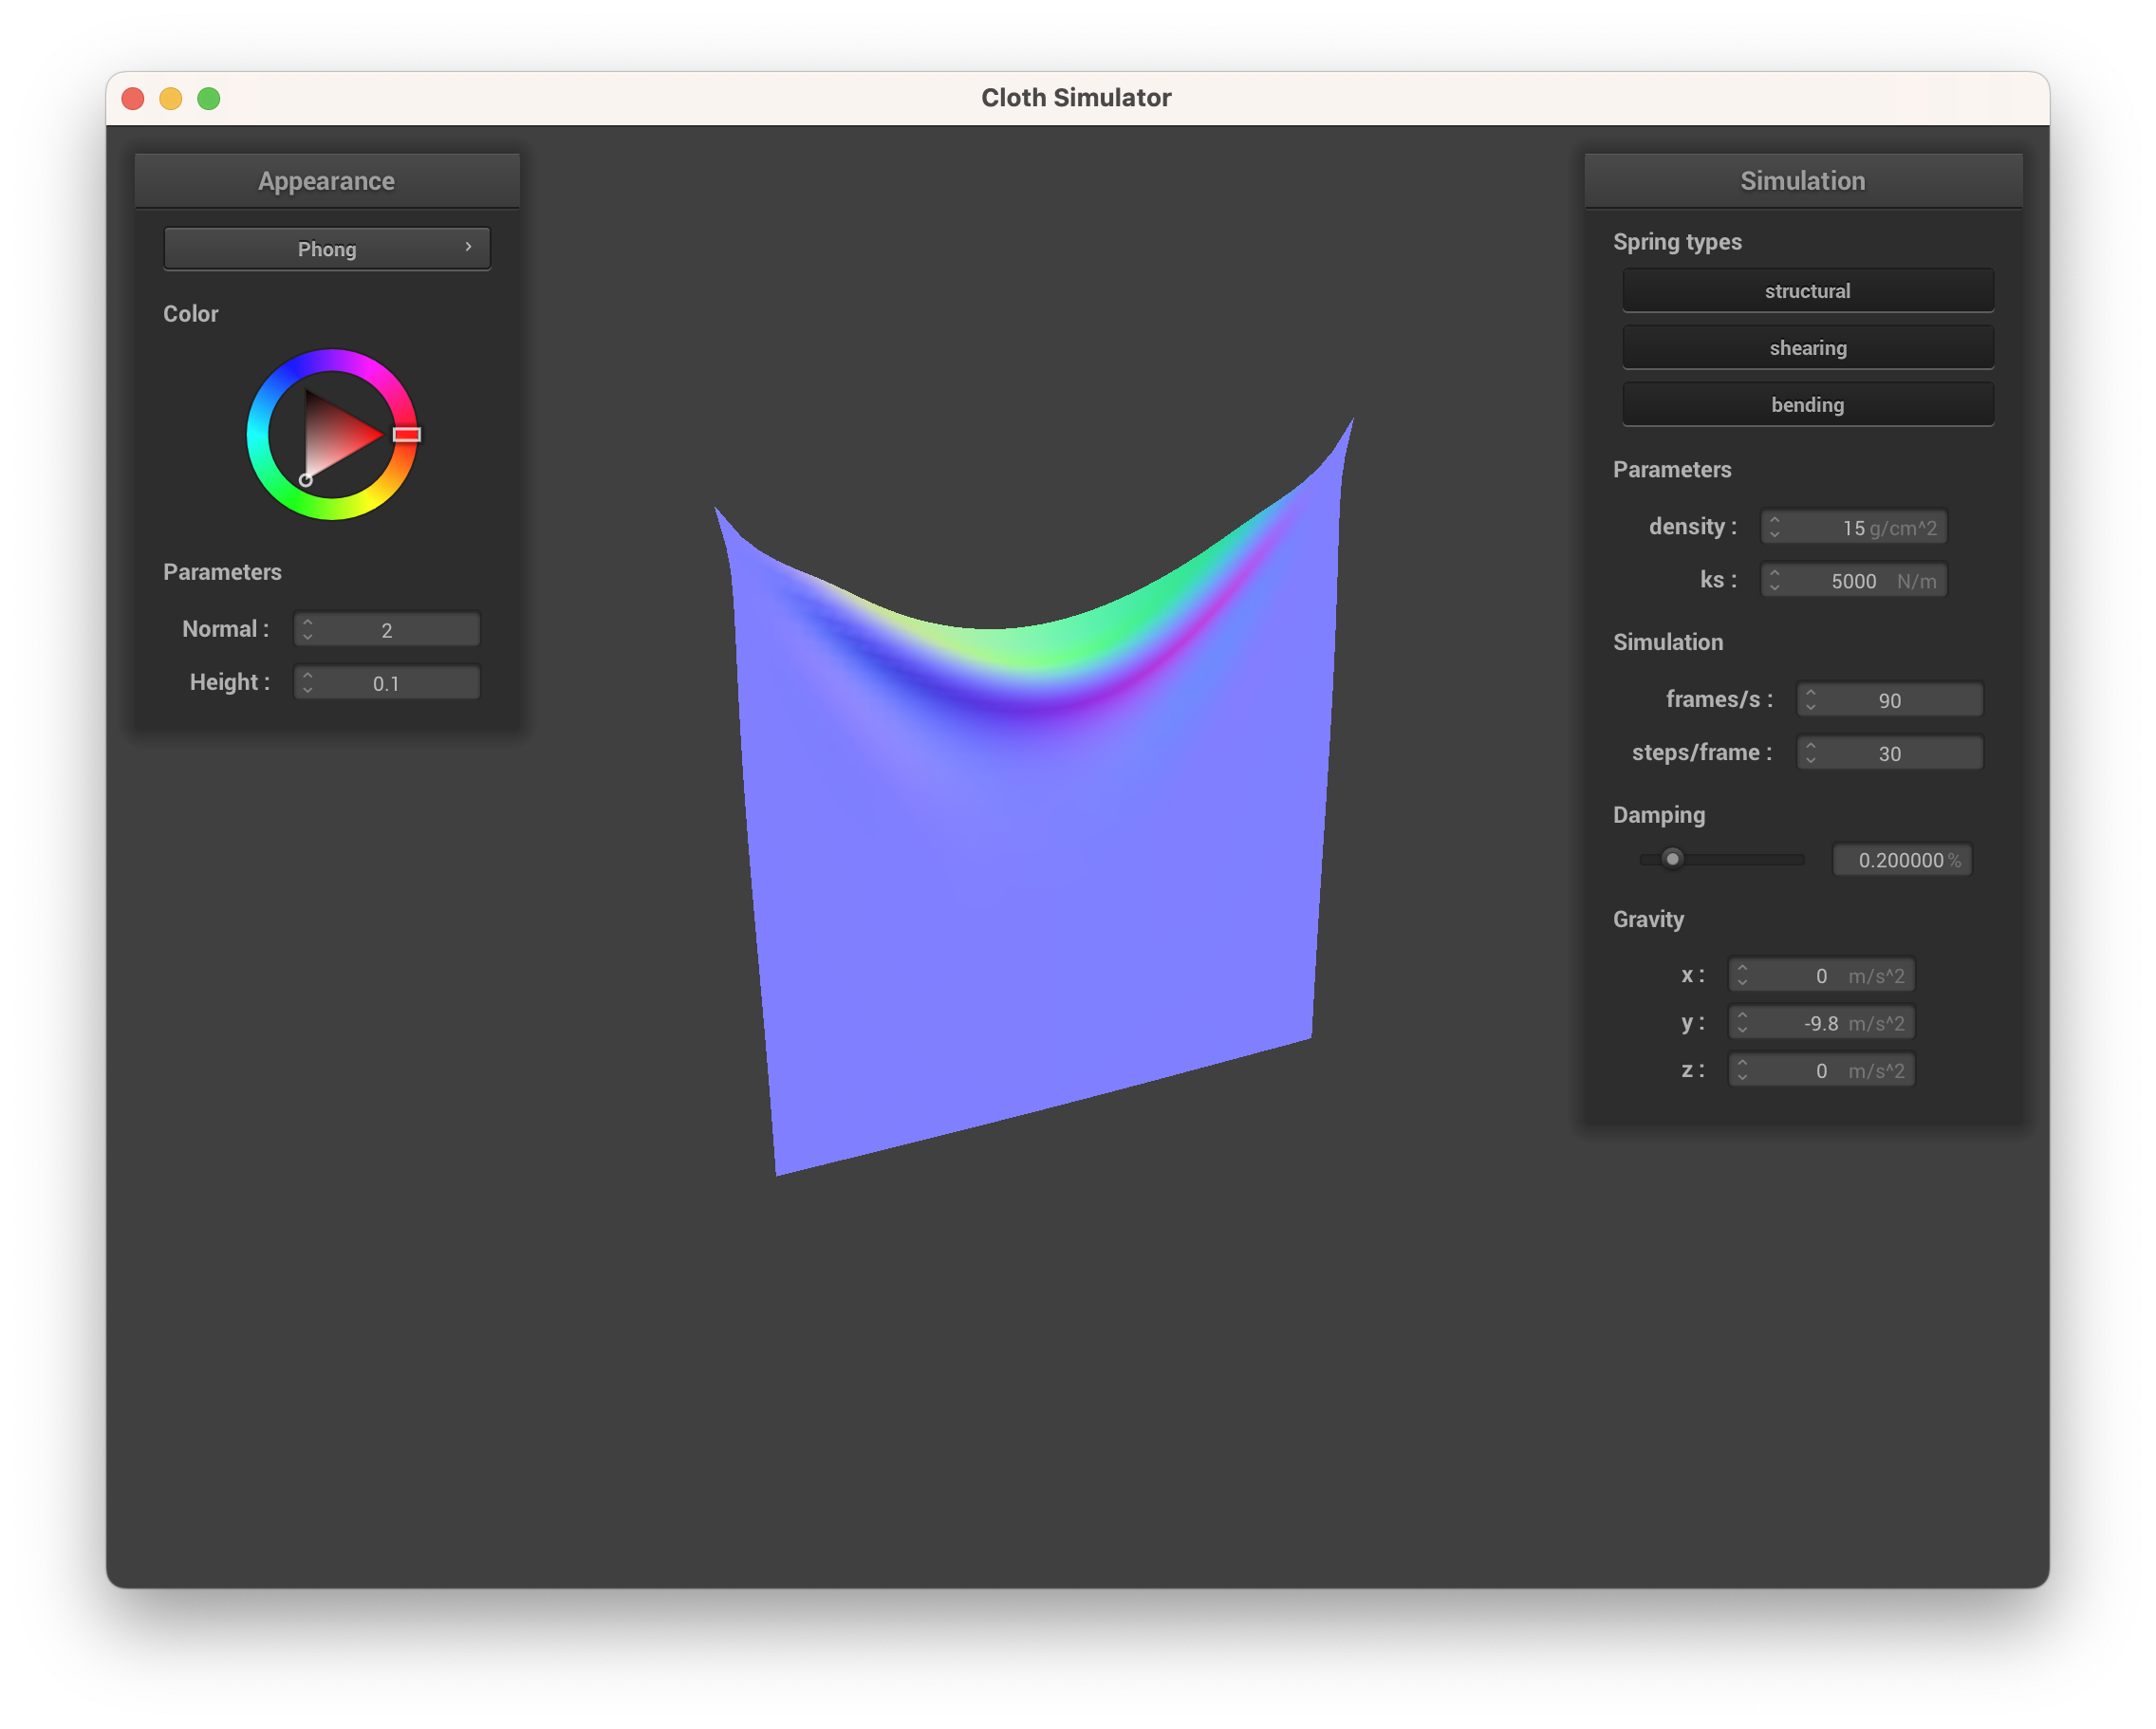 Cloth Simulator
Appearance
Phong
Color
Parameters
Normal : 2
Height : 0.1
Simulation
Spring types
structural
shearing
bending
Parameters
density : 15 g/cm^2
ks : 5000 N/m
Simulation
frames/s : 90
steps/frame : 30
Damping
0.200000 %
Gravity
x : 0 m/s^2
y : -9.8 m/s^2
z : 0 m/s^2